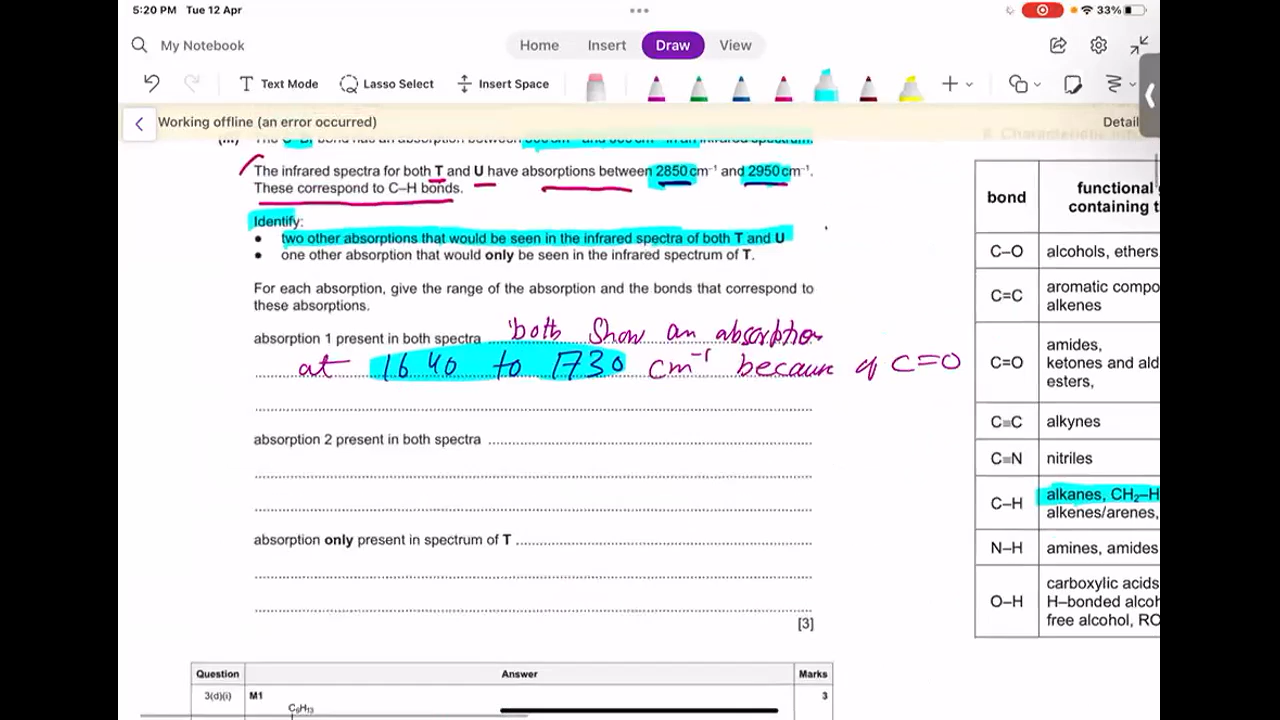 5:20 PM Tue 12 Apr
33%
My Notebook
Home Insert Draw View
Text Mode Lasso Select Insert Space
Working offline (an error occurred)
Detail
The infrared spectra for both T and U have absorptions between 2850 cm⁻¹ and 2950 cm⁻¹.
These correspond to C–H bonds.
Identify:
• two other absorptions that would be seen in the infrared spectra of both T and U
• one other absorption that would only be seen in the infrared spectrum of T.
For each absorption, give the range of the absorption and the bonds that correspond to
these absorptions.
absorption 1 present in both spectra both show an absorption
at 1640 to 1730 cm⁻¹ because of C=O
absorption 2 present in both spectra
absorption only present in spectrum of T
[3]
Question Answer Marks
3(d)(i) M1 3
C₆H₁₃
bond functional
containing
C–O alcohols, ethers
C=C aromatic compo
alkenes
C=O amides,
ketones and ald
esters,
C≡C alkynes
C≡N nitriles
C–H alkanes, CH₂–H
alkenes/arenes,
N–H amines, amides
O–H carboxylic acids
H–bonded alcoh
free alcohol, RO